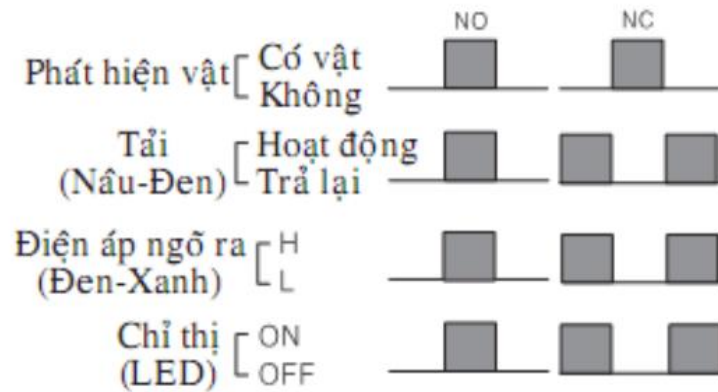 NO NC
Phát hiện vật Có vật
Không
Tải Hoạt động
(Nâu-Đen) Trả lại
Điện áp ngõ ra H
(Đen-Xanh) L
Chỉ thị ON
(LED) OFF